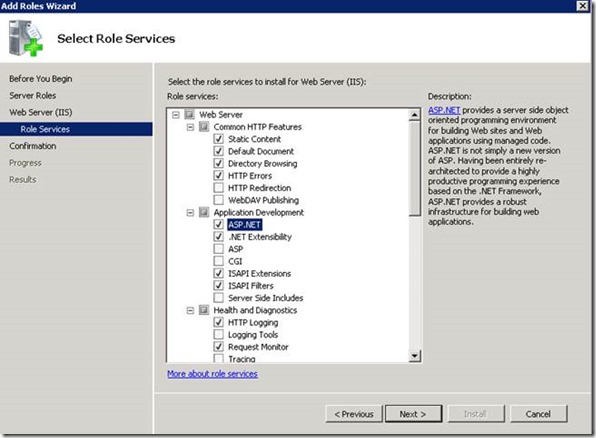 Add Roles Wizard
Select Role Services
Before You Begin
Server Roles
Web Server (IIS)
Role Services
Confirmation
Progress
Results
Select the role services to install for Web Server (IIS):
Role services:
Web Server
Common HTTP Features
Static Content
Default Document
Directory Browsing
HTTP Errors
HTTP Redirection
WebDAV Publishing
Application Development
ASP.NET
.NET Extensibility
ASP
CGI
ISAPI Extensions
ISAPI Filters
Server Side Includes
Health and Diagnostics
HTTP Logging
Logging Tools
Request Monitor
Tracing
More about role services
Description:
ASP.NET provides a server side object
oriented programming environment
for building Web sites and Web
applications using managed code.
ASP.NET is not simply a new version
of ASP. Having been entirely re-
architected to provide a highly
productive programming experience
based on the .NET Framework,
ASP.NET provides a robust
infrastructure for building web
applications.
< Previous
Next >
Install
Cancel